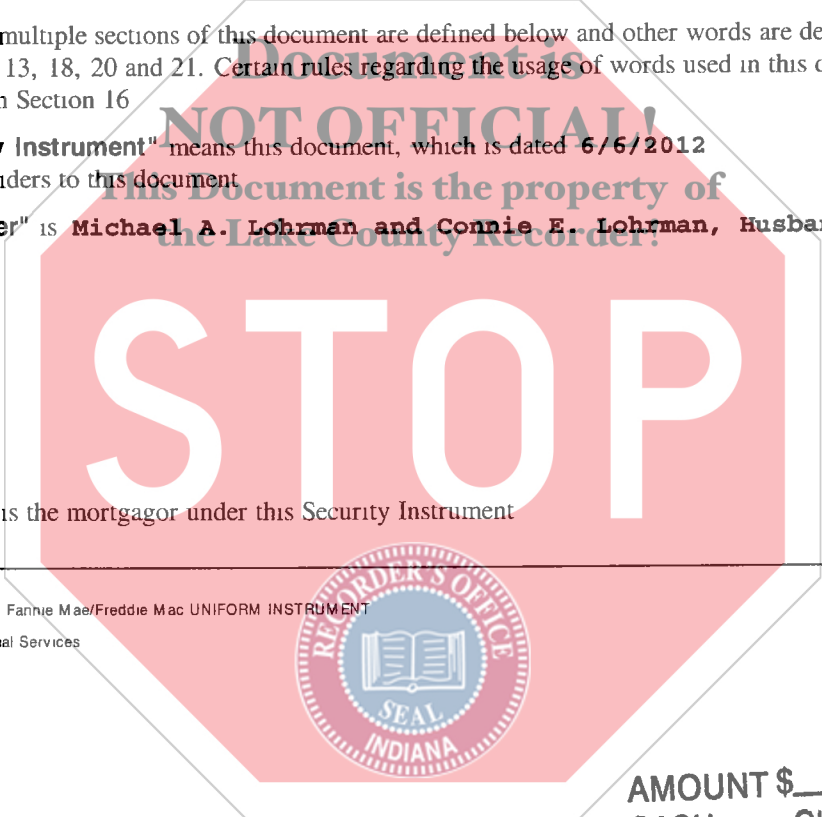 multiple sections of this document are defined below and other words are de
13, 18, 20 and 21. Certain rules regarding the usage of words used in this
n Section 16
Document is
NOT OFFICIAL!
This Document is the property of
the Lake County Recorder!
Instrument" means this document, which is dated 6/6/2012
ders to this document
er" is Michael A. Lohrman and Connie E. Lohrman, Husba
STOP
is the mortgagor under this Security Instrument
Fannie Mae/Freddie Mac UNIFORM INSTRUMENT
al Services
RECORDER'S OFFICE
SEAL
INDIANA
AMOUNT $